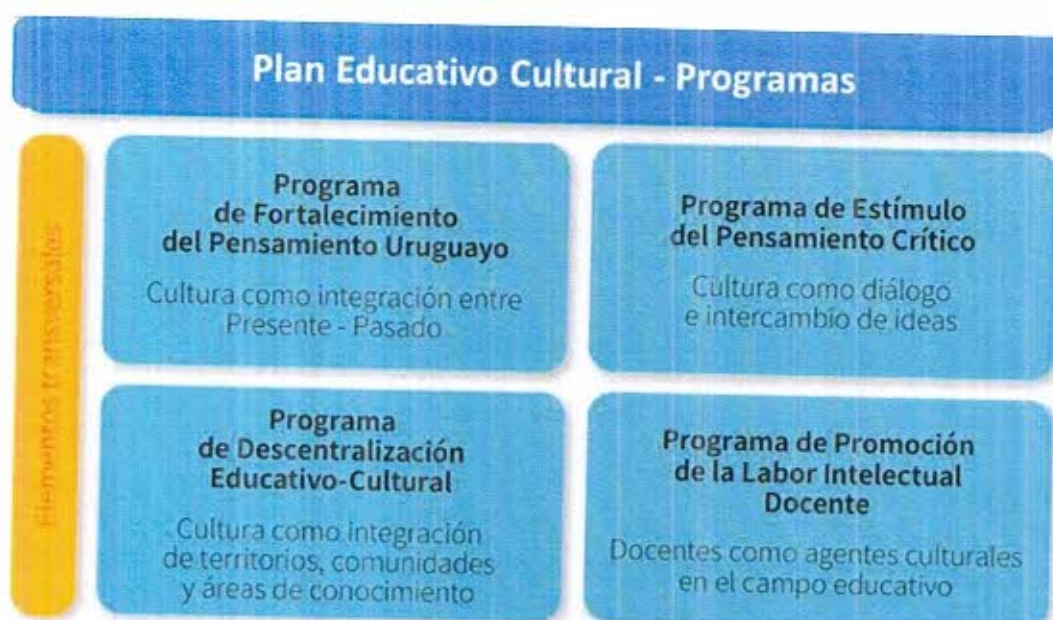 Plan Educativo Cultural - Programas
Elementos transversales
Programa
de Fortalecimiento
del Pensamiento Uruguayo
Cultura como integración entre
Presente - Pasado
Programa de Estímulo
del Pensamiento Crítico
Cultura como diálogo
e intercambio de ideas
Programa
de Descentralización
Educativo-Cultural
Cultura como integración
de territorios, comunidades
y áreas de conocimiento
Programa de Promoción
de la Labor Intelectual
Docente
Docentes como agentes culturales
en el campo educativo